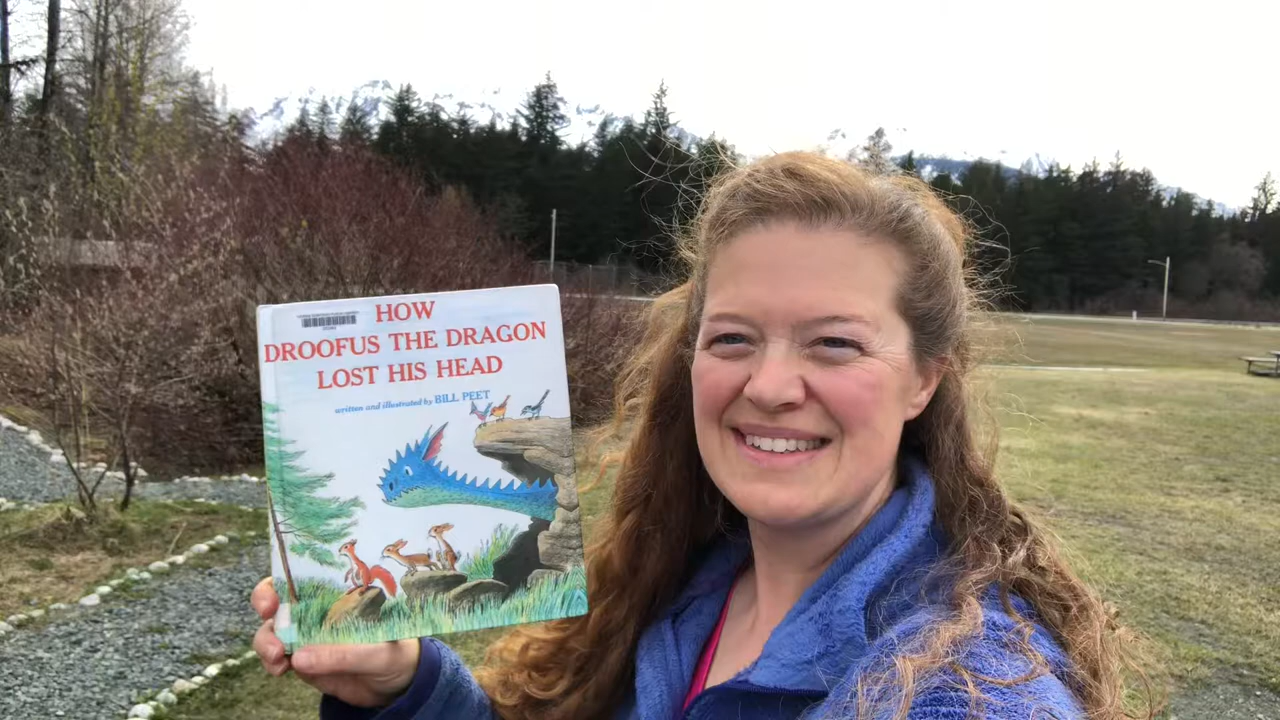 HOW
DROOFUS THE DRAGON
LOST HIS HEAD
written and illustrated by BILL PEET